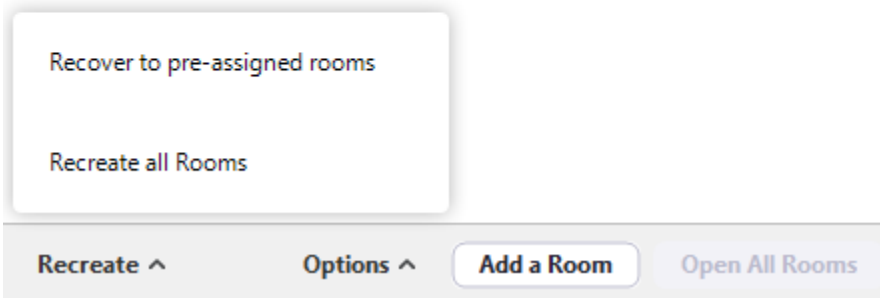 Recover to pre-assigned rooms
Recreate all Rooms
Recreate Options Add a Room Open All Rooms